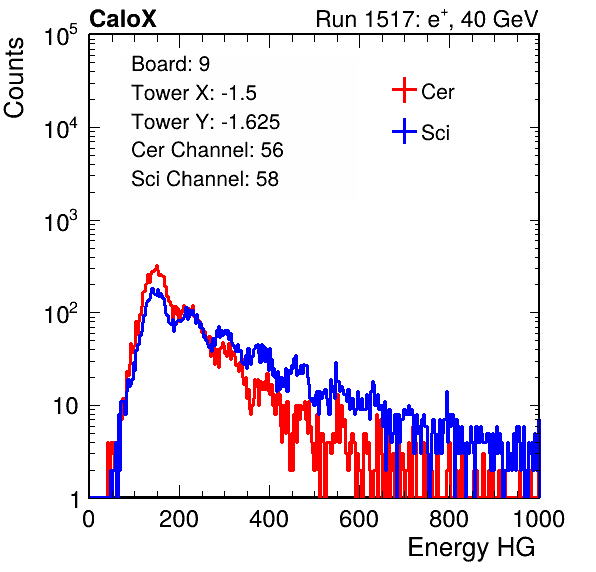 CaloX Run 1517: e⁺, 40 GeV
Counts
10⁵
10⁴
10³
10²
10
1
Board: 9
Tower X: -1.5
Tower Y: -1.625
Cer Channel: 56
Sci Channel: 58
Cer
Sci
0 200 400 600 800 1000
Energy HG